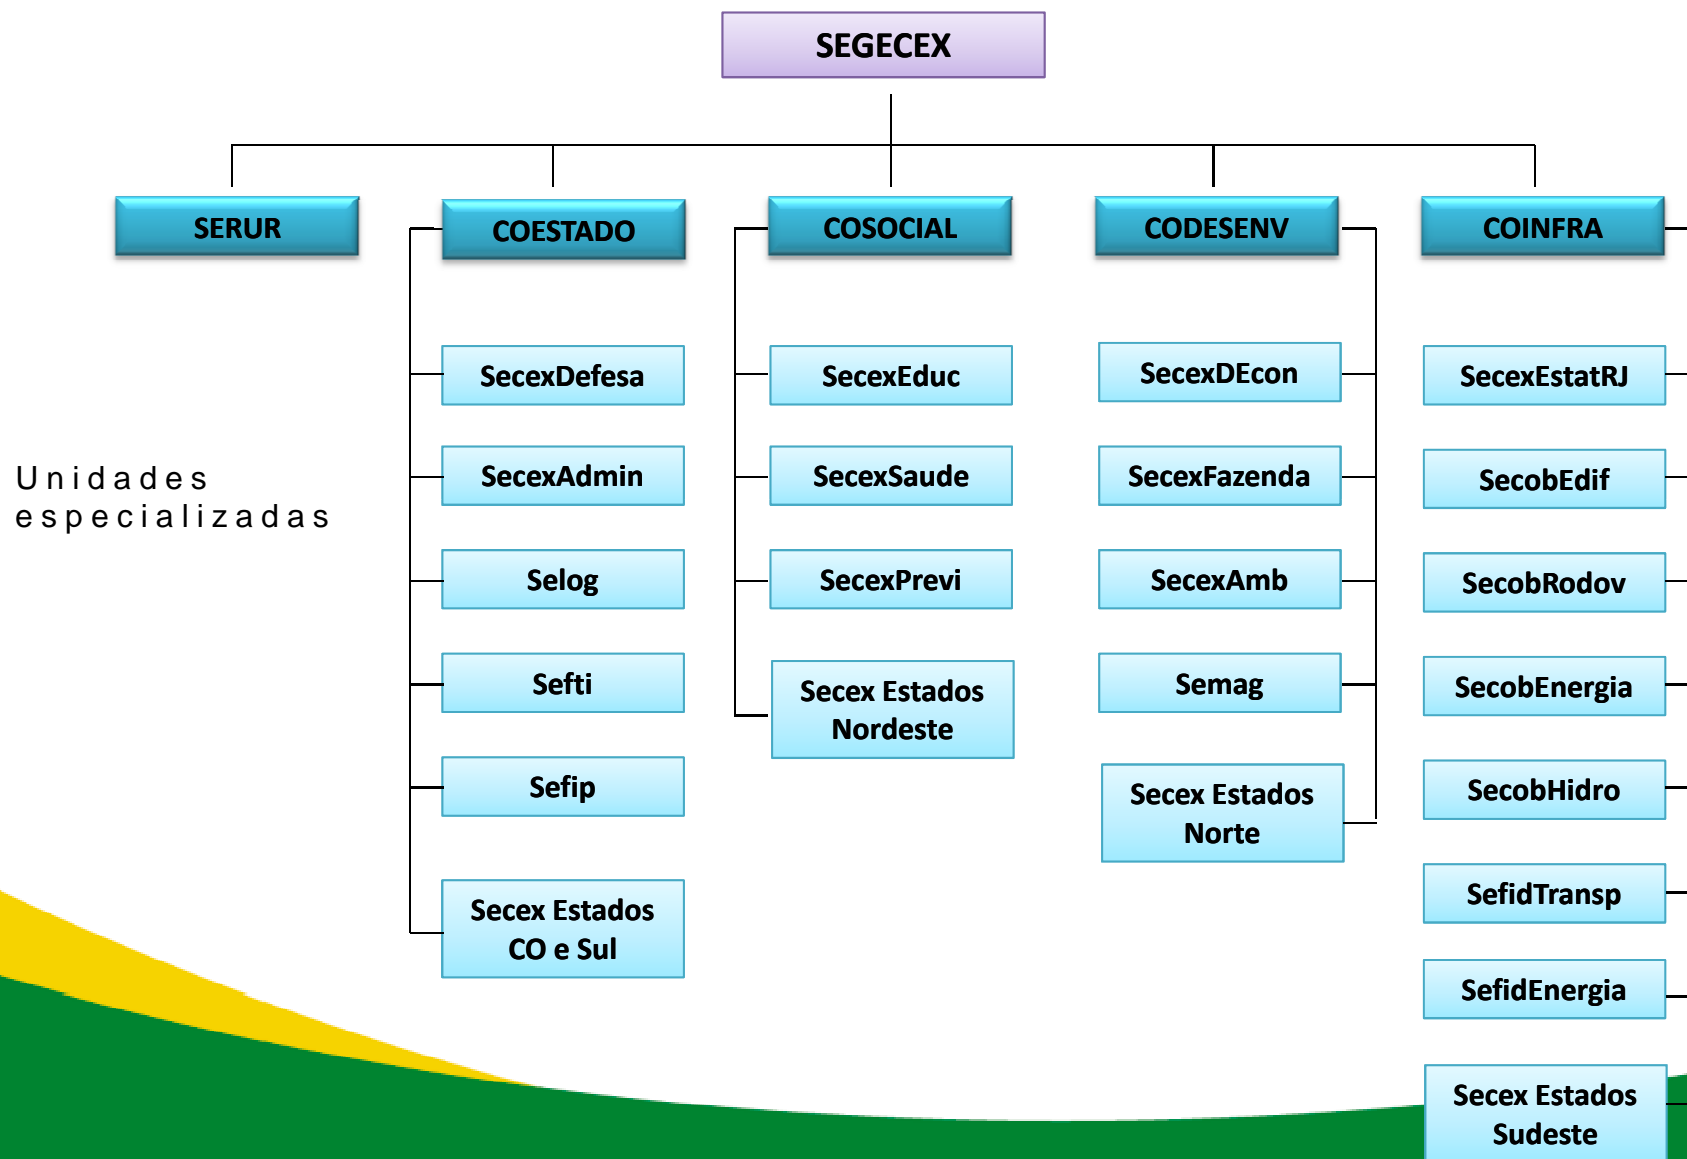 SEGECEX
SERUR
COESTADO
COSOCIAL
CODESENV
COINFRA
Unidades
especializadas
SecexDefesa
SecexAdmin
Selog
Sefti
Sefip
Secex Estados
CO e Sul
SecexEduc
SecexSaude
SecexPrevi
Secex Estados
Nordeste
SecexDEcon
SecexFazenda
SecexAmb
Semag
Secex Estados
Norte
SecexEstatRJ
SecobEdif
SecobRodov
SecobEnergia
SecobHidro
SefidTransp
SefidEnergia
Secex Estados
Sudeste